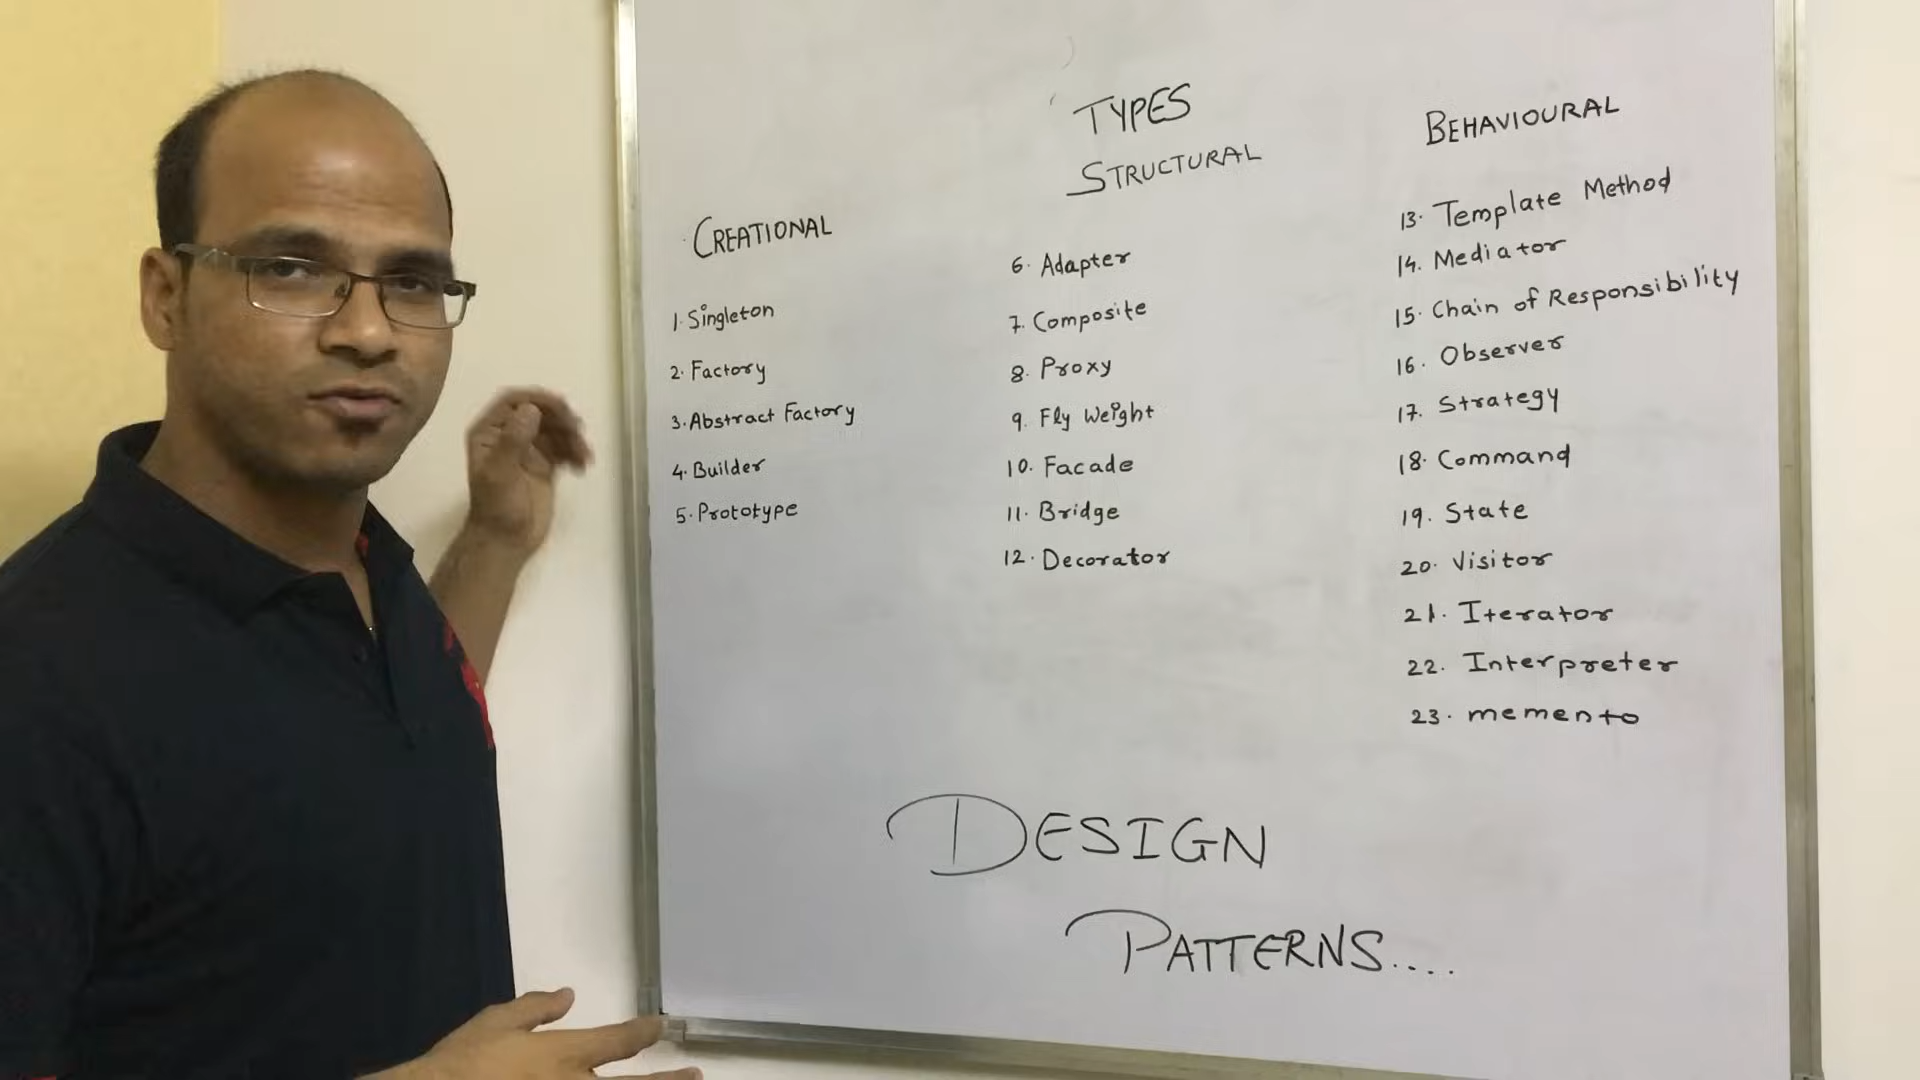 TYPES
CREATIONAL
1. Singleton
2. Factory
3. Abstract Factory
4. Builder
5. Prototype
STRUCTURAL
6. Adapter
7. Composite
8. Proxy
9. Fly Weight
10. Facade
11. Bridge
12. Decorator
BEHAVIOURAL
13. Template Method
14. Mediator
15. Chain of Responsibility
16. Observer
17. Strategy
18. Command
19. State
20. Visitor
21. Iterator
22. Interpreter
23. memento
DESIGN
PATTERNS....